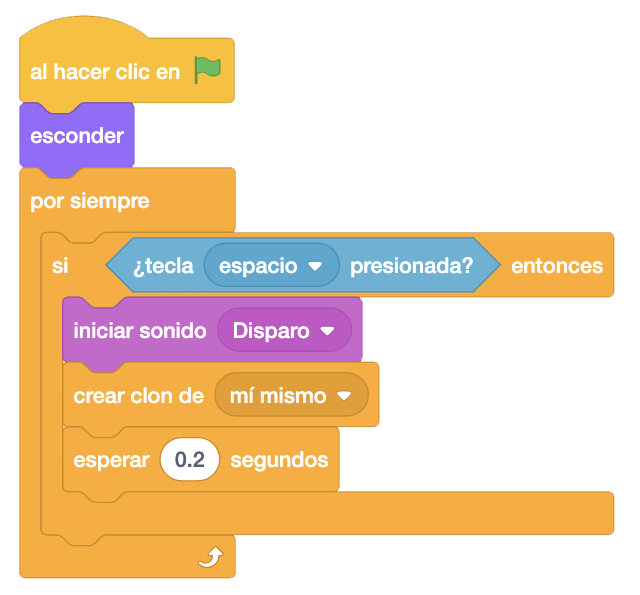 al hacer clic en
esconder
por siempre
si ¿tecla espacio presionada? entonces
iniciar sonido Disparo
crear clon de mí mismo
esperar 0.2 segundos